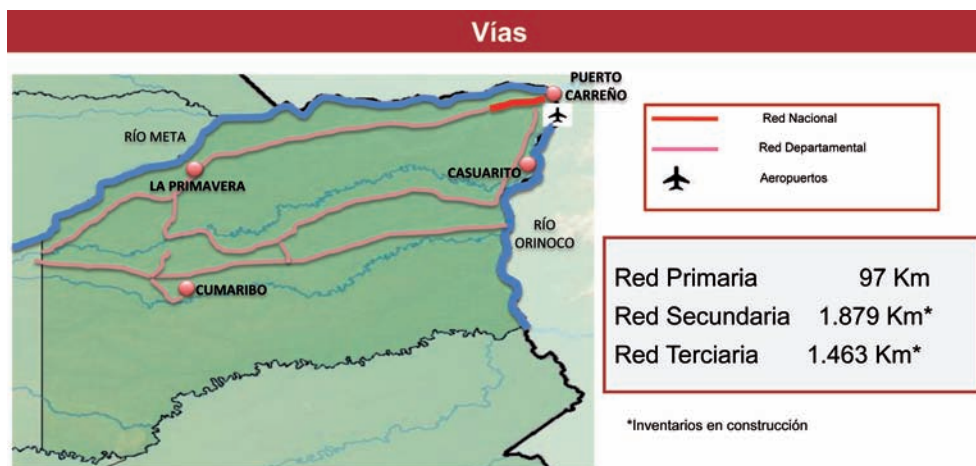 Vías
PUERTO
CARREÑO
RÍO META
LA PRIMAVERA
CASUARITO
RÍO
ORINOCO
CUMARIBO
Red Nacional
Red Departamental
Aeropuertos
Red Primaria 97 Km
Red Secundaria 1.879 Km*
Red Terciaria 1.463 Km*
*Inventarios en construcción